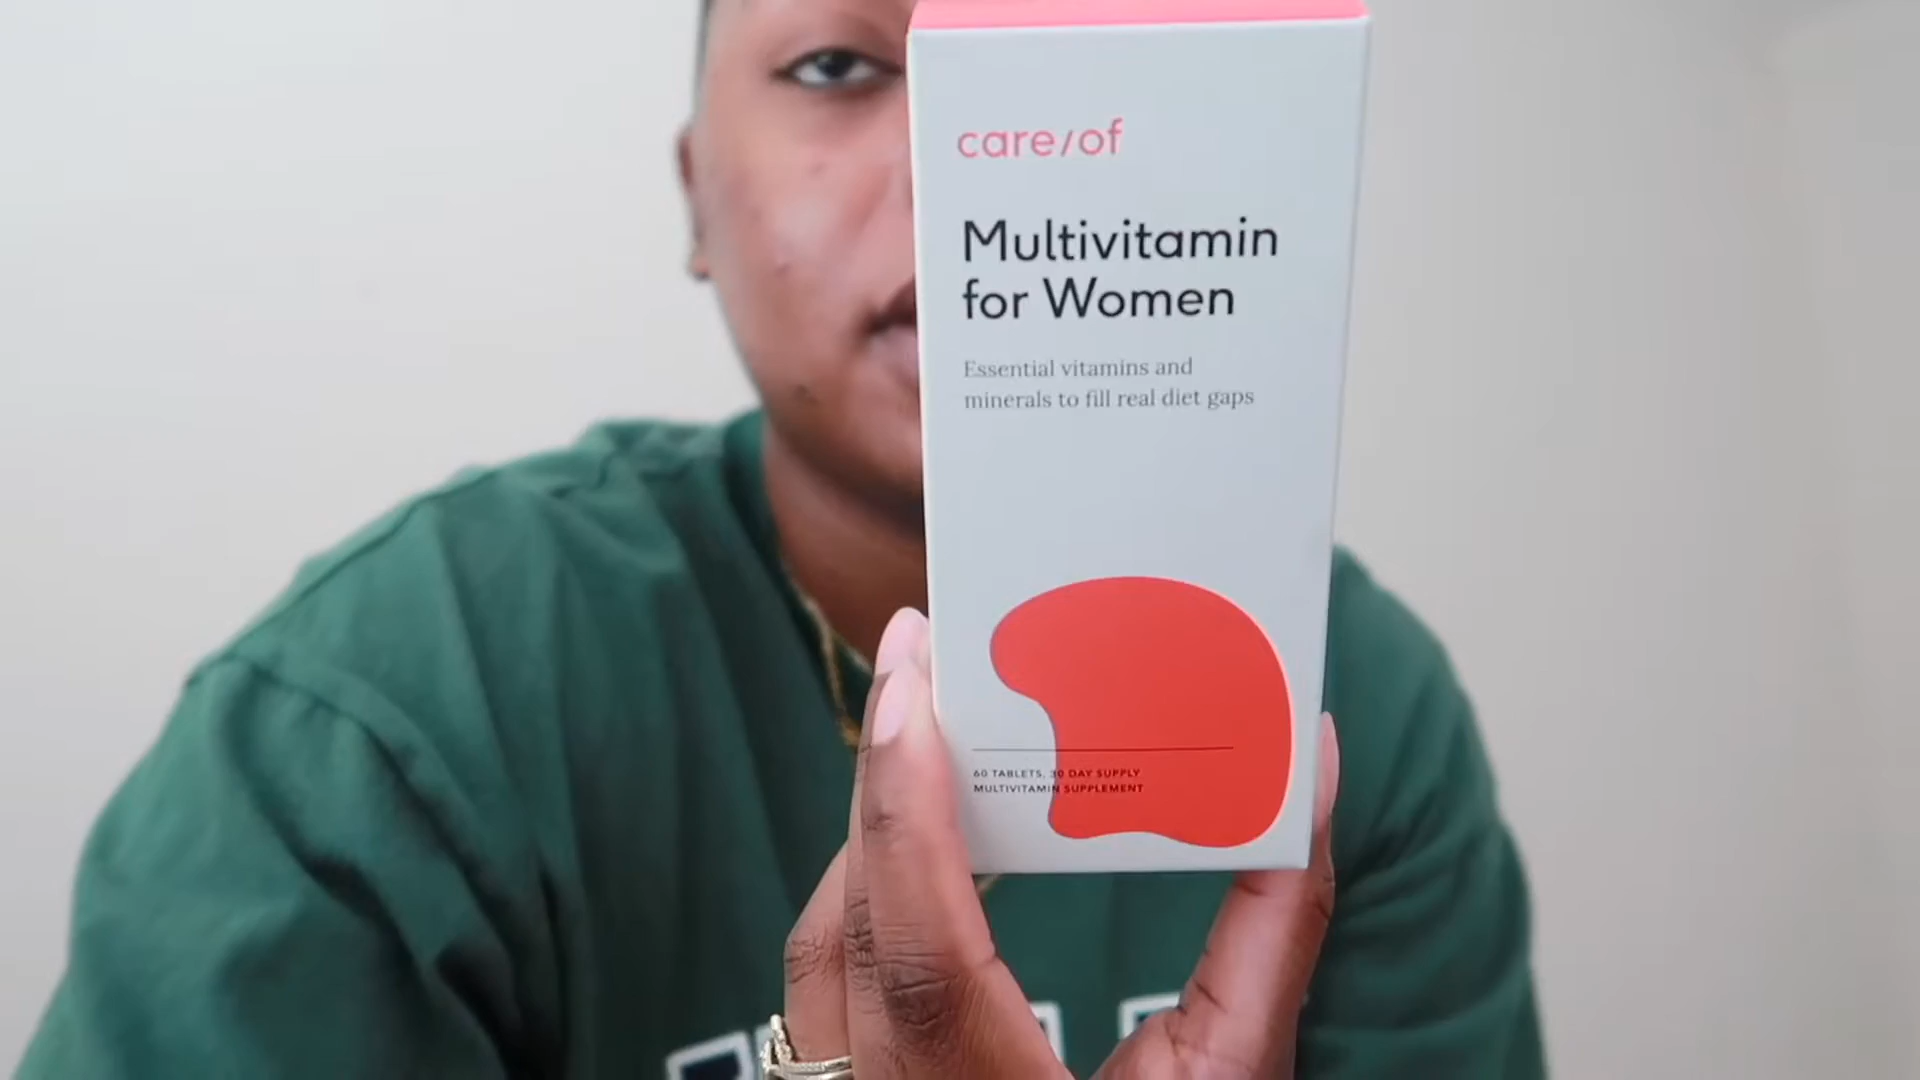 care/of
Multivitamin
for Women
Essential vitamins and
minerals to fill real diet gaps
60 TABLETS, 30 DAY SUPPLY
MULTIVITAMIN SUPPLEMENT